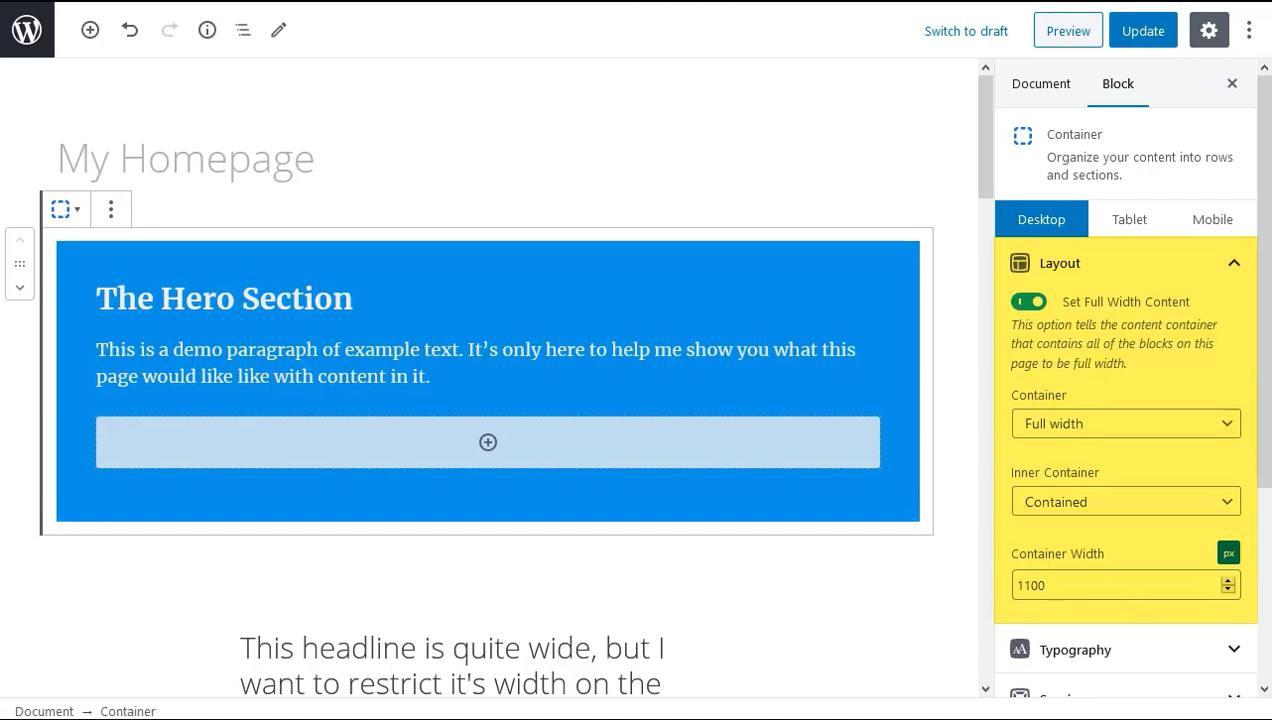 Switch to draft
Preview
Update
Document
Block
Container
Organize your content into rows
and sections.
Desktop
Tablet
Mobile
Layout
Set Full Width Content
This option tells the content container
that contains all of the blocks on this
page to be full width.
Container
Full width
Inner Container
Contained
Container Width
px
1100
Typography
My Homepage
The Hero Section
This is a demo paragraph of example text. It’s only here to help me show you what this
page would like like with content in it.
This headline is quite wide, but I
want to restrict it's width on the
Document → Container